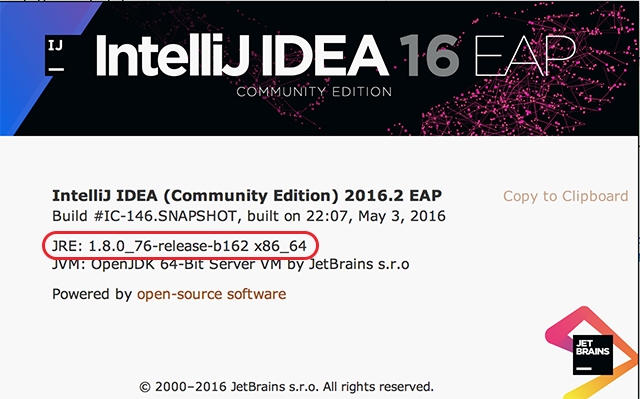 IJ IntelliJ IDEA 16 EAP
COMMUNITY EDITION
IntelliJ IDEA (Community Edition) 2016.2 EAP Copy to Clipboard
Build #IC-146.SNAPSHOT, built on 22:07, May 3, 2016
JRE: 1.8.0_76-release-b162 x86_64
JVM: OpenJDK 64-Bit Server VM by JetBrains s.r.o
Powered by open-source software
JET
BRAINS
© 2000–2016 JetBrains s.r.o. All rights reserved.